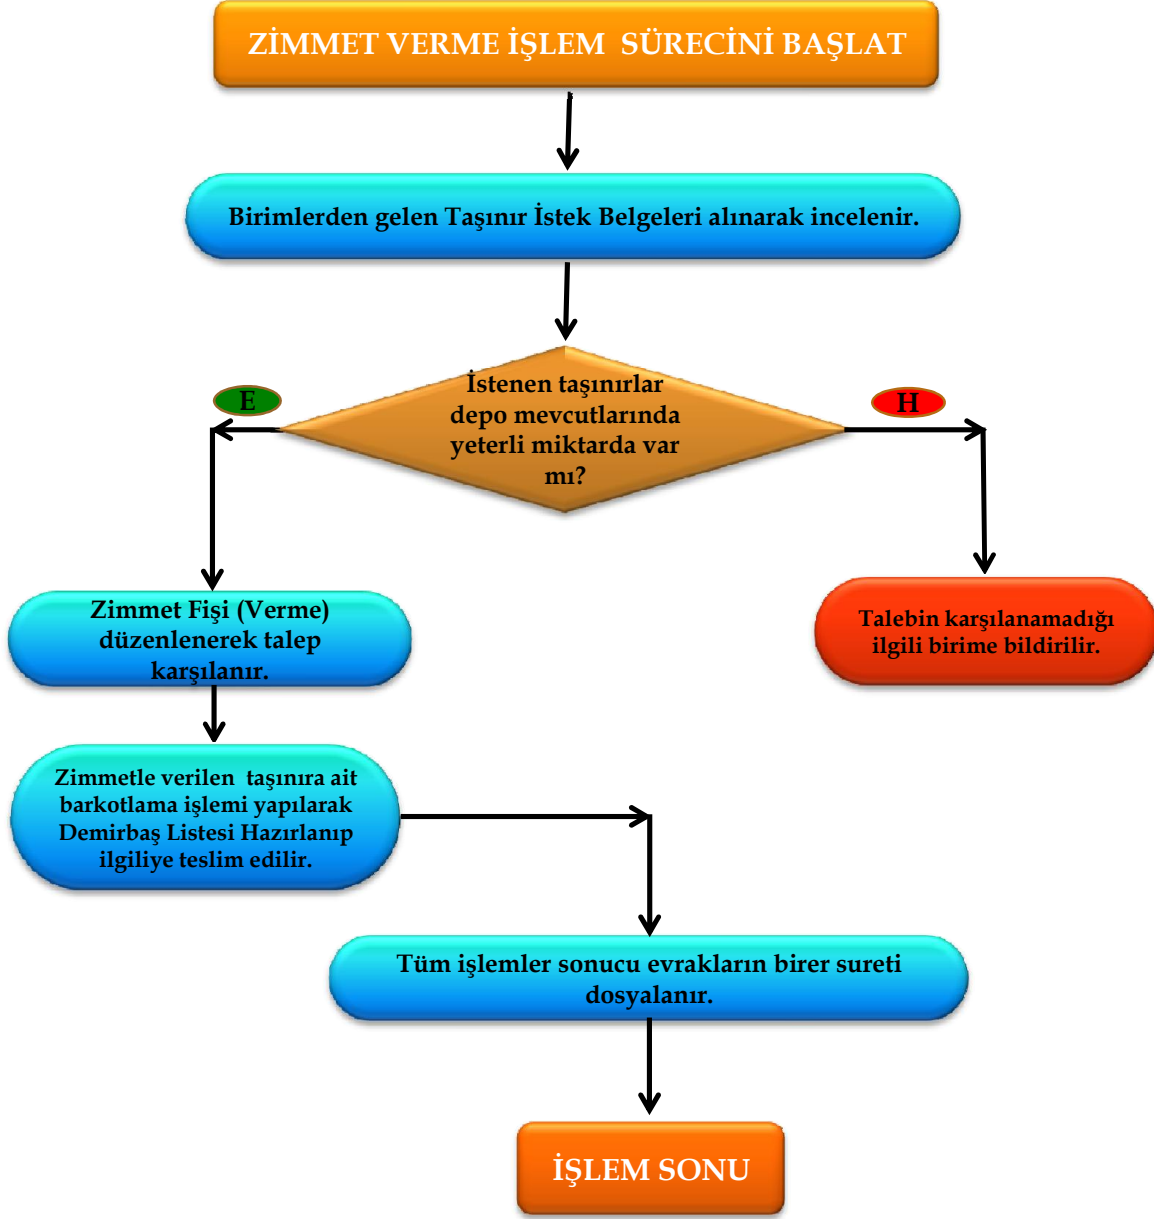 ZİMMET VERME İŞLEM SÜRECİNİ BAŞLAT
Birimlerden gelen Taşınır İstek Belgeleri alınarak incelenir.
İstenen taşınırlar
depo mevcutlarında
yeterli miktarda var
mı?
E
H
Zimmet Fişi (Verme)
düzenlenerek talep
karşılanır.
Talebin karşılanamadığı
ilgili birime bildirilir.
Zimmetle verilen taşınıra ait
barkotlama işlemi yapılarak
Demirbaş Listesi Hazırlanıp
ilgiliye teslim edilir.
Tüm işlemler sonucu evrakların birer sureti
dosyalanır.
İŞLEM SONU